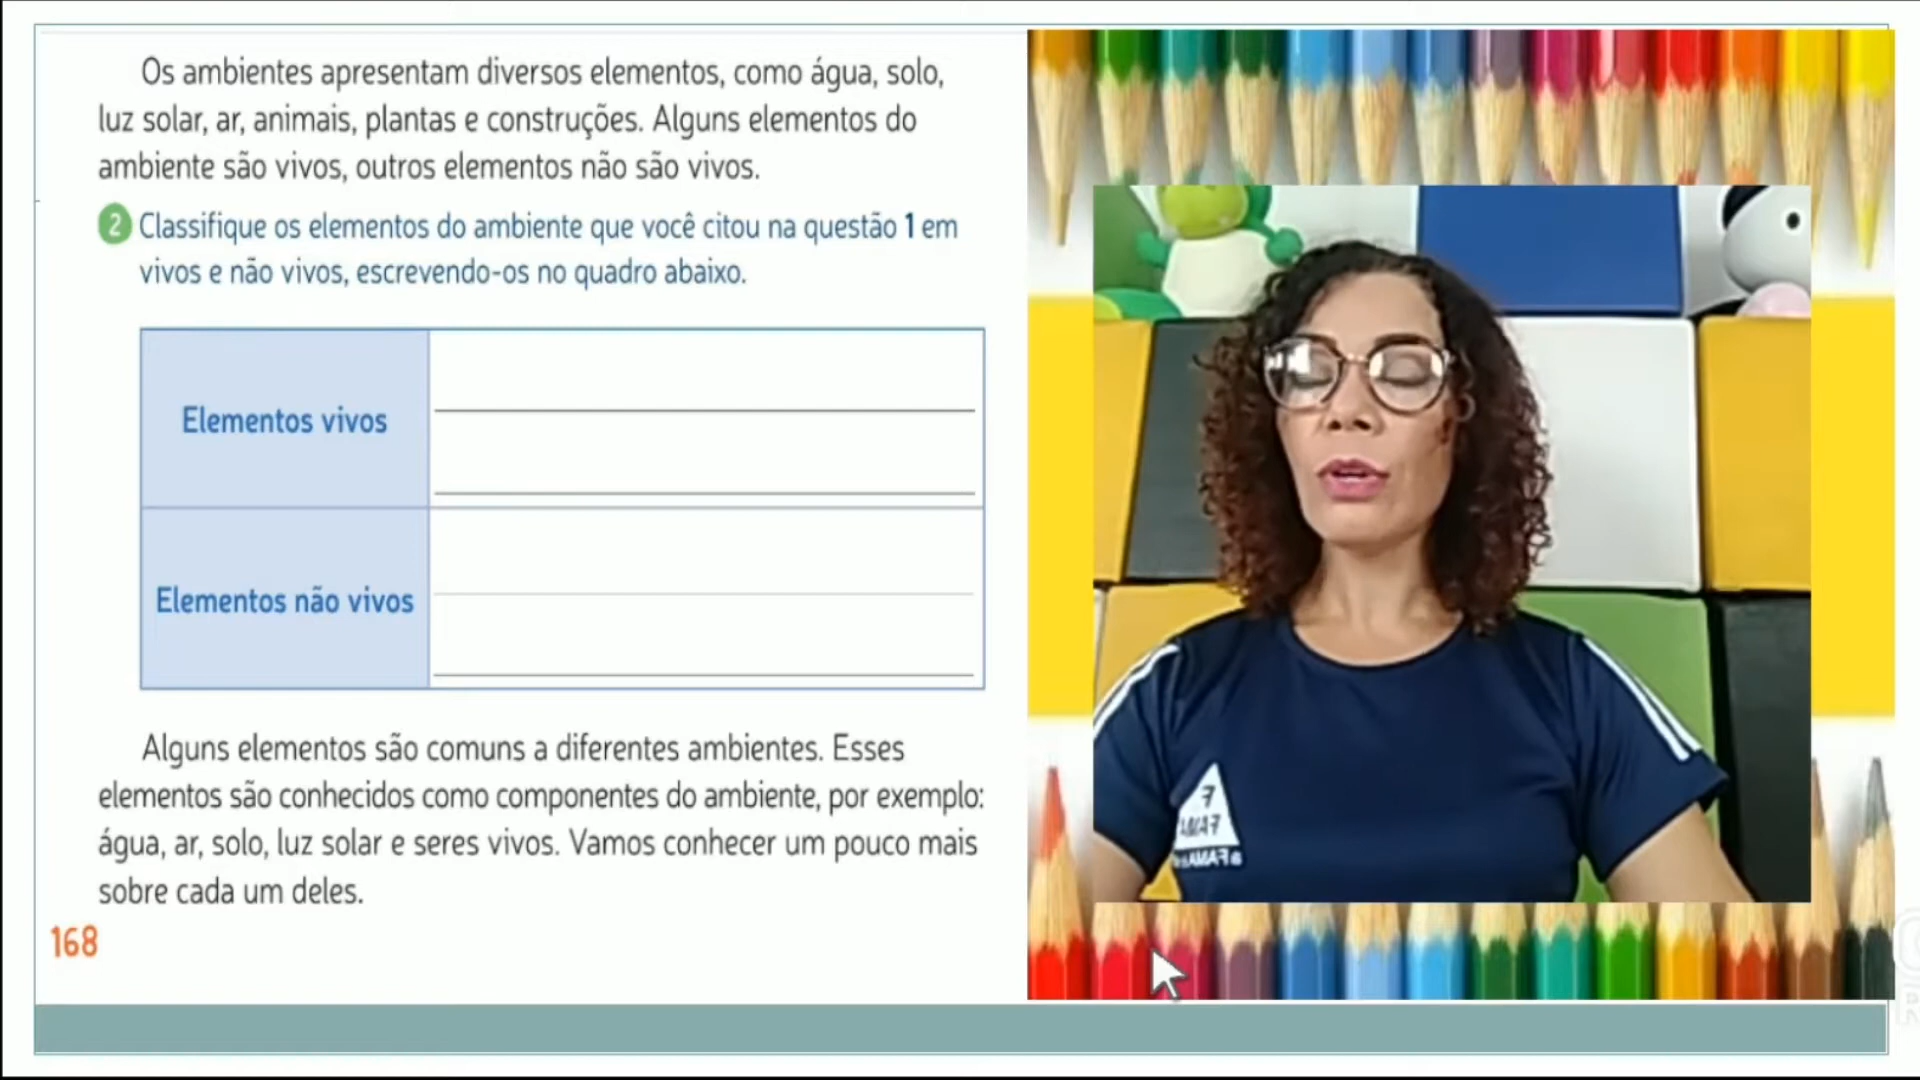 Os ambientes apresentam diversos elementos, como água, solo,
luz solar, ar, animais, plantas e construções. Alguns elementos do
ambiente são vivos, outros elementos não são vivos.
2 Classifique os elementos do ambiente que você citou na questão 1 em
vivos e não vivos, escrevendo-os no quadro abaixo.
Elementos vivos
Elementos não vivos
Alguns elementos são comuns a diferentes ambientes. Esses
elementos são conhecidos como componentes do ambiente, por exemplo:
água, ar, solo, luz solar e seres vivos. Vamos conhecer um pouco mais
sobre cada um deles.
168
F
FAMA